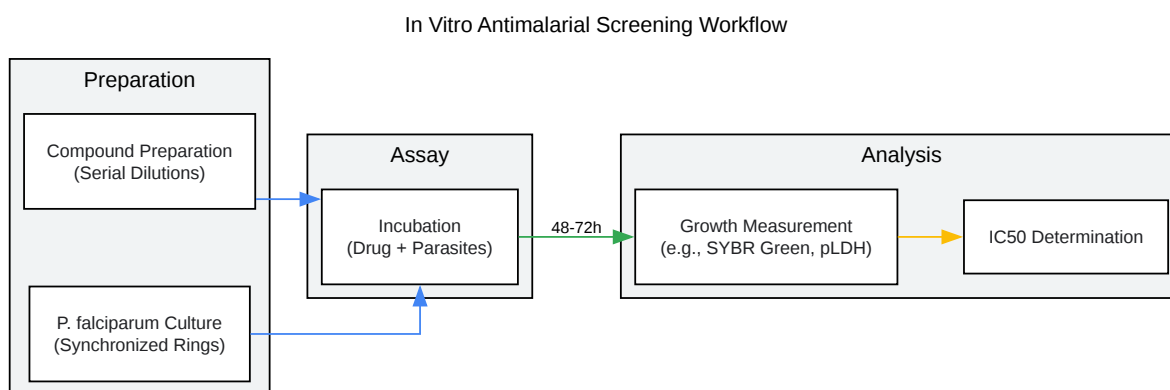 In Vitro Antimalarial Screening Workflow
Preparation
Compound Preparation
(Serial Dilutions)
P. falciparum Culture
(Synchronized Rings)
Assay
Incubation
(Drug + Parasites)
48-72h
Analysis
Growth Measurement
(e.g., SYBR Green, pLDH)
IC50 Determination